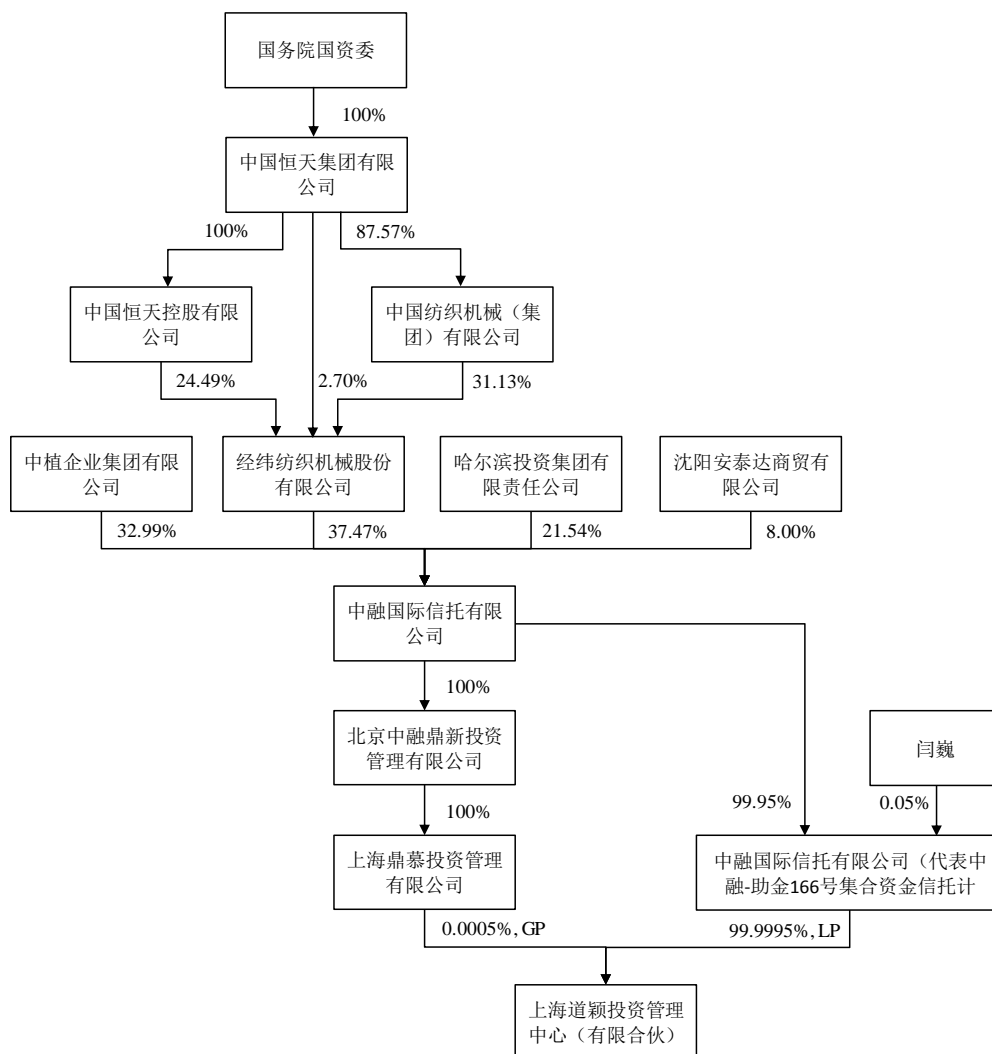 国务院国资委
100%
中国恒天集团有限
公司
100%
87.57%
中国恒天控股有限
公司
中国纺织机械（集
团）有限公司
24.49%
2.70%
31.13%
中植企业集团有限
公司
经纬纺织机械股份
有限公司
哈尔滨投资集团有
限责任公司
沈阳安泰达商贸有
限公司
32.99%
37.47%
21.54%
8.00%
中融国际信托有限
公司
100%
北京中融鼎新投资
管理有限公司
闫巍
99.95%
0.05%
100%
上海鼎慕投资管理
有限公司
中融国际信托有限公司（代表中
融-助金166号集合资金信托计
0.0005%, GP
99.9995%, LP
上海道颖投资管理
中心（有限合伙）